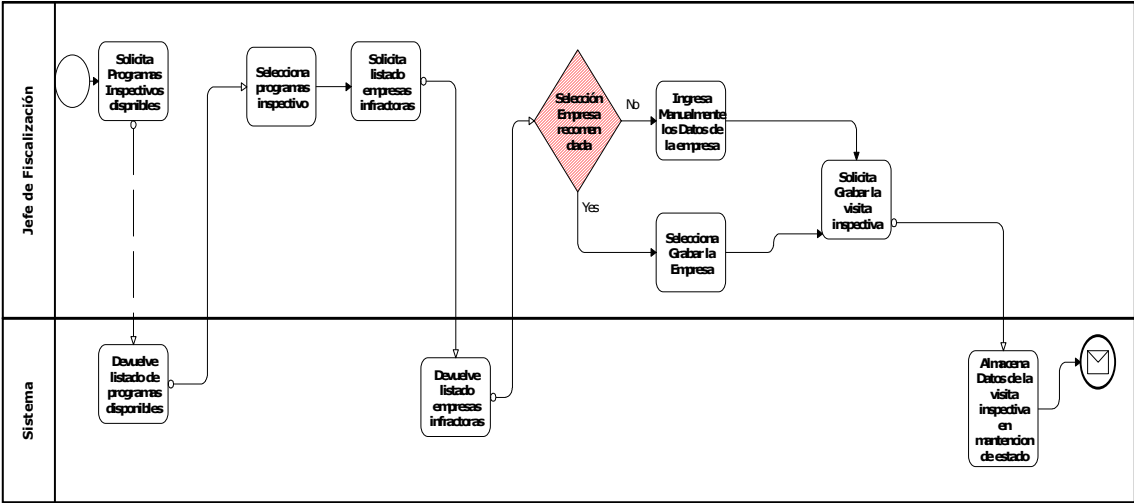 Jefe de Fiscalización
Solicita
Programas
Inspectivos
dispnibles
Selecciona
programas
inspectivo
Solicita
listado
empresas
infractoras
Selección
Empresa
recomen
dada
No
Ingresa
Manualmente
los Datos de
la empresa
Yes
Selecciona
Grabar la
Empresa
Solicita
Grabar la
visita
inspectiva
Sistema
Devuelve
listado de
programas
disponibles
Devuelve
listado
empresas
infractoras
Almacena
Datos de la
visita
inspectiva
en
mantencion
de estado